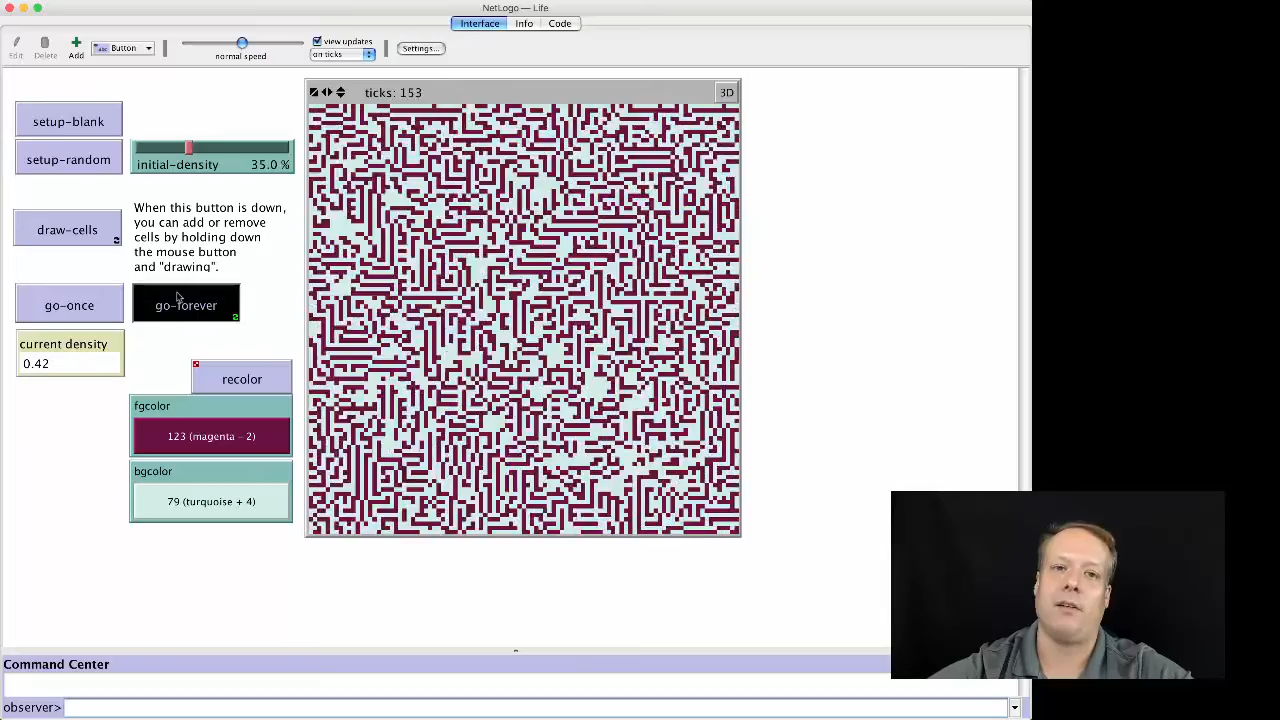 NetLogo — Life
Interface Info Code
Edit Delete Add abc Button normal speed view updates on ticks Settings...
ticks: 153 3D
setup-blank
setup-random
initial-density 35.0 %
draw-cells
When this button is down,
you can add or remove
cells by holding down
the mouse button
and "drawing".
go-once
go-forever
current density
0.42
recolor
fgcolor
123 (magenta - 2)
bgcolor
79 (turquoise + 4)
Command Center
observer>